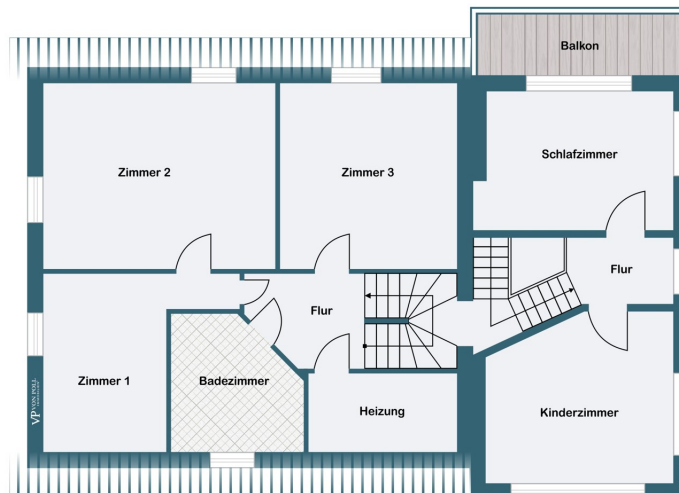 Balkon
Zimmer 2
Zimmer 3
Schlafzimmer
Flur
Flur
Zimmer 1
Badezimmer
Heizung
Kinderzimmer
VP VON POLL